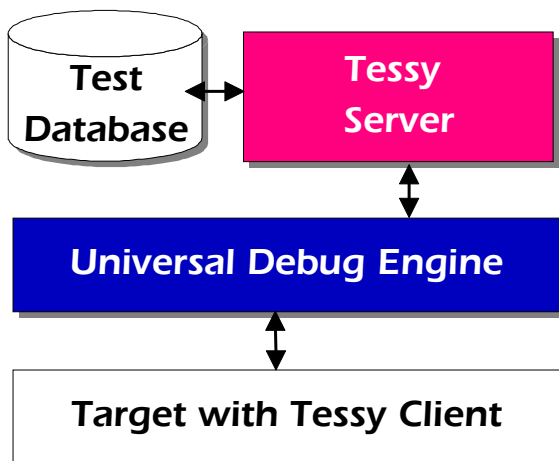 Test
Database
Tessy
Server
Universal Debug Engine
Target with Tessy Client